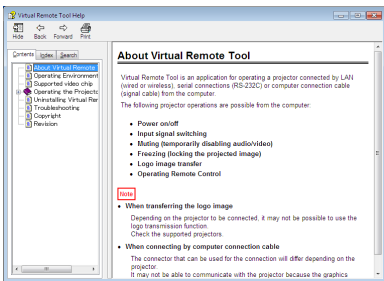 Virtual Remote Tool Help
Hide Back Forward Print
Contents Index Search
About Virtual Remote
Operating Environment
Supported video chip
Operating the Projecto
Uninstalling Virtual Rer
Troubleshooting
Copyright
Revision
About Virtual Remote Tool
Virtual Remote Tool is an application for operating a projector connected by LAN
(wired or wireless), serial connections (RS-232C) or computer connection cable
(signal cable) from the computer.
The following projector operations are possible from the computer:
• Power on/off
• Input signal switching
• Muting (temporarily disabling audio/video)
• Freezing (locking the projected image)
• Logo image transfer
• Operating Remote Control
Note
• When transferring the logo image
Depending on the projector to be connected, it may not be possible to use the
logo transmission function.
Check the supported projectors.
• When connecting by computer connection cable
The connector that can be used for the connection will differ depending on the
projector.
It may not be able to communicate with the projector because the graphics